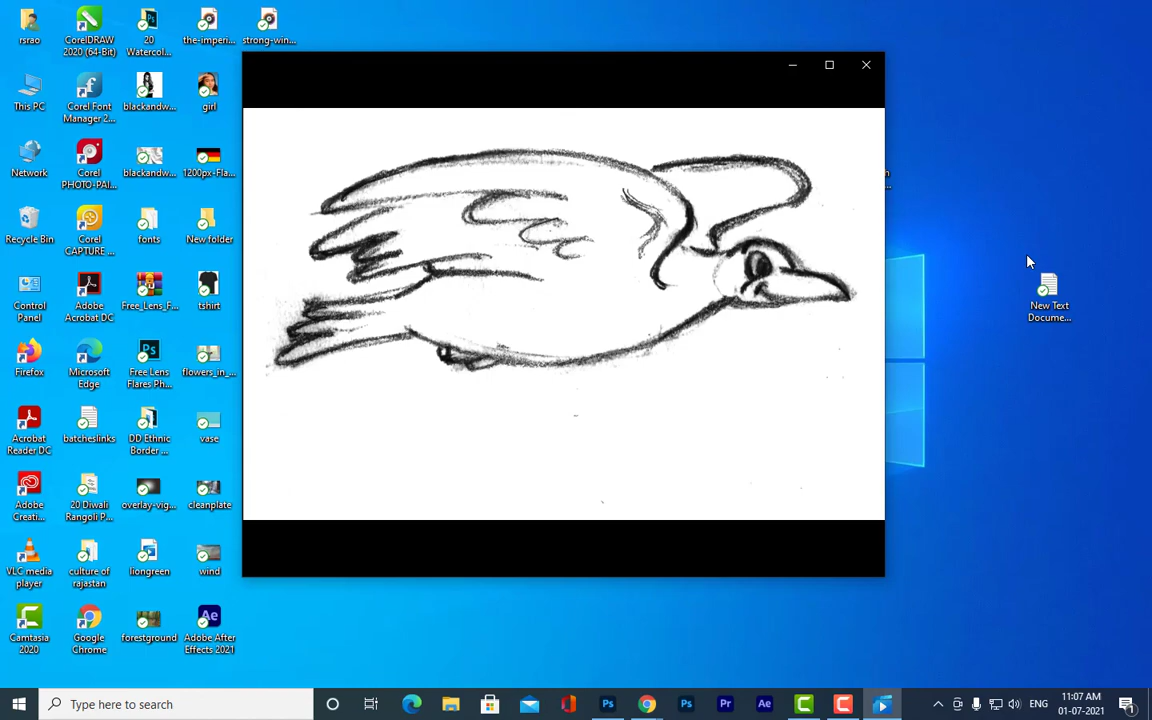 rsrao
CorelDRAW
2020 (64-Bit)
20
Watercol...
the-imperi...
strong-win...
This PC
Corel Font
Manager 2...
blackandw...
girl
Network
Corel
PHOTO-PAI...
blackandw...
1200px-Fla...
Recycle Bin
Corel
CAPTURE ...
fonts
New folder
Control
Panel
Adobe
Acrobat DC
Free_Lens_F...
tshirt
Firefox
Microsoft
Edge
Free Lens
Flares Ph...
flowers_in_...
Acrobat
Reader DC
batcheslinks
DD Ethnic
Border ...
vase
Adobe
Creati...
20 Diwali
Rangoli P...
overlay-vig...
cleanplate
VLC media
player
culture of
rajastan
liongreen
wind
Camtasia
2020
Google
Chrome
forestground
Adobe After
Effects 2021
New Text
Docume...
Type here to search
ENG
11:07 AM
01-07-2021